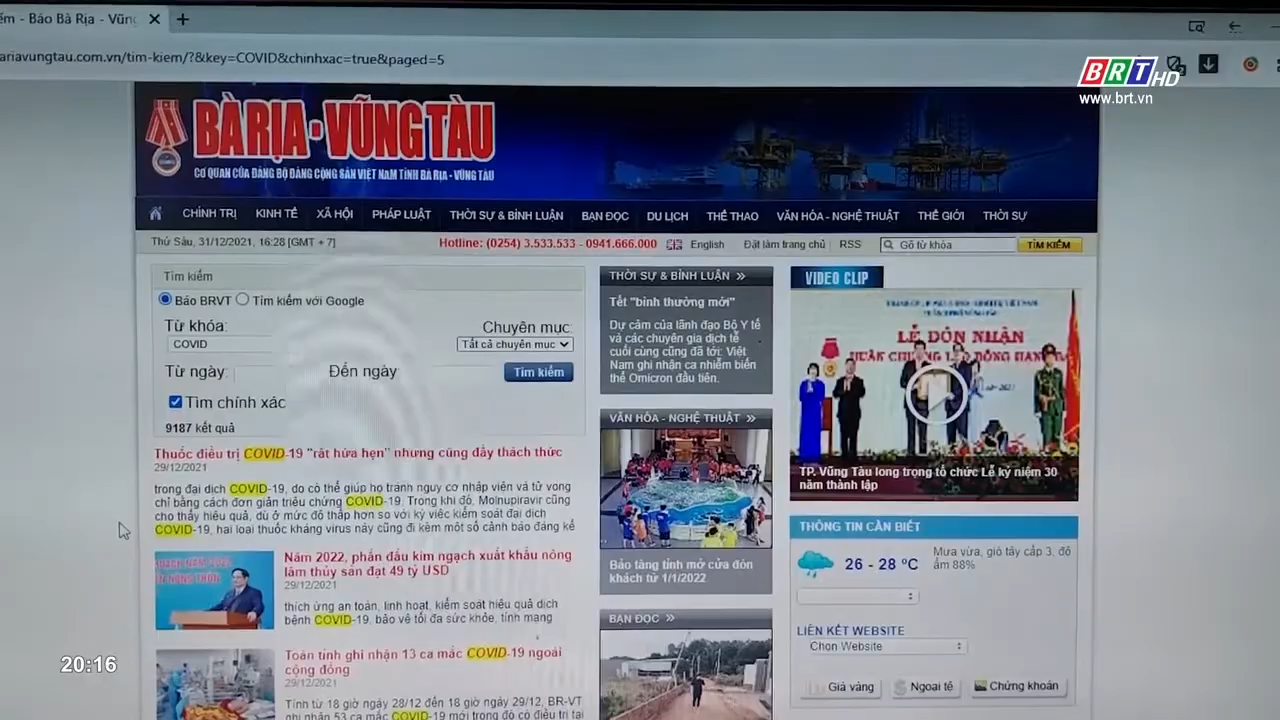 ếm - Báo Bà Rịa - Vũng
ariavungtau.com.vn/tim-kiem/?&key=COVID&chinhxac=true&paged=5
BRT HD
www.brt.vn
BÀ RỊA - VŨNG TÀU
CƠ QUAN CỦA ĐẢNG BỘ ĐẢNG CỘNG SẢN VIỆT NAM TỈNH BÀ RỊA - VŨNG TÀU
CHÍNH TRỊ KINH TẾ XÃ HỘI PHÁP LUẬT THỜI SỰ & BÌNH LUẬN BẠN ĐỌC DU LỊCH THỂ THAO VĂN HÓA - NGHỆ THUẬT THẾ GIỚI THỜI SỰ
Thứ Sáu, 31/12/2021, 16:28 [GMT + 7]
Hotline: (0254) 3.533.533 - 0941.666.000 English Đặt làm trang chủ RSS Gõ từ khóa TÌM KIẾM
Tìm kiếm
Báo BRVT Tìm kiếm với Google
Từ khóa: Chuyên mục:
COVID Tất cả chuyên mục
Từ ngày: Đến ngày Tìm kiếm
Tìm chính xác
9187 kết quả
Thuốc điều trị COVID-19 "rất hứa hẹn" nhưng cũng đầy thách thức
29/12/2021
trong đại dịch COVID-19, do có thể giúp họ tránh nguy cơ nhập viện và tử vong
chỉ bằng cách đơn giản triệu chứng COVID-19. Trong khi đó, Molnupiravir cũng
cho thấy hiệu quả, dù ở mức độ thấp hơn so với kỳ việc kiểm soát đại dịch
COVID-19, hai loại thuốc kháng virus này cũng đi kèm một số cảnh báo đáng kể
Năm 2022, phấn đấu kim ngạch xuất khẩu nông
lâm thủy sản đạt 49 tỷ USD
29/12/2021
thích ứng an toàn, linh hoạt, kiểm soát hiệu quả dịch
bệnh COVID-19, bảo vệ tối đa sức khỏe, tính mạng
Toàn tỉnh ghi nhận 13 ca mắc COVID-19 ngoài
cộng đồng
29/12/2021
Tính từ 18 giờ ngày 28/12 đến 18 giờ ngày 29/12, BR-VT
ghi nhận 53 ca mắc COVID-19 mới trong đó có điều trị tại
THỜI SỰ & BÌNH LUẬN
Tết "bình thường mới"
Dự cảm của lãnh đạo Bộ Y tế
và các chuyên gia dịch tễ
cuối cùng cũng đã tới: Việt
Nam ghi nhận ca nhiễm biến
thể Omicron đầu tiên.
VĂN HÓA - NGHỆ THUẬT
Bảo tàng tỉnh mở cửa đón
khách từ 1/1/2022
BẠN ĐỌC
VIDEO CLIP
LỄ ĐÓN NHẬN
HUÂN CHƯƠNG LAO ĐỘNG HẠNG BA
TP. Vũng Tàu long trọng tổ chức Lễ kỷ niệm 30
năm thành lập
THÔNG TIN CẦN BIẾT
26 - 28 ºC
Mưa vừa, gió tây cấp 3, độ
ẩm 88%
LIÊN KẾT WEBSITE
Chọn Website
Giá vàng Ngoại tệ Chứng khoán
20:16